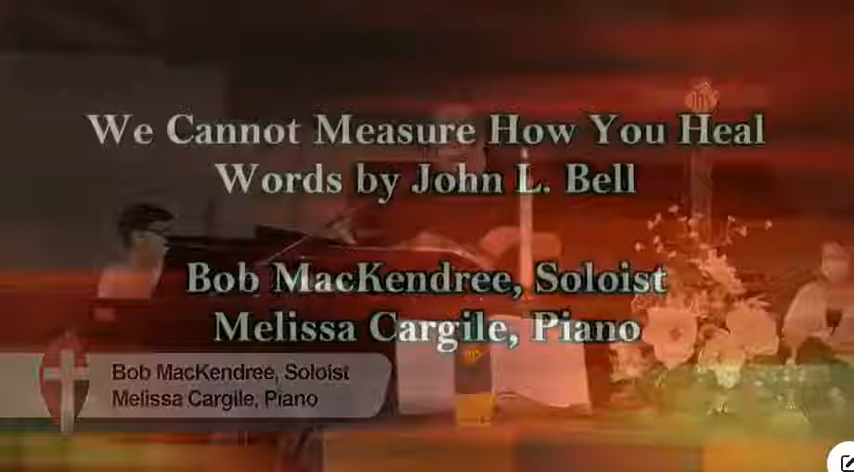 We Cannot Measure How You Heal
Words by John L. Bell
Bob MacKendree, Soloist
Melissa Cargile, Piano
Bob MacKendree, Soloist
Melissa Cargile, Piano